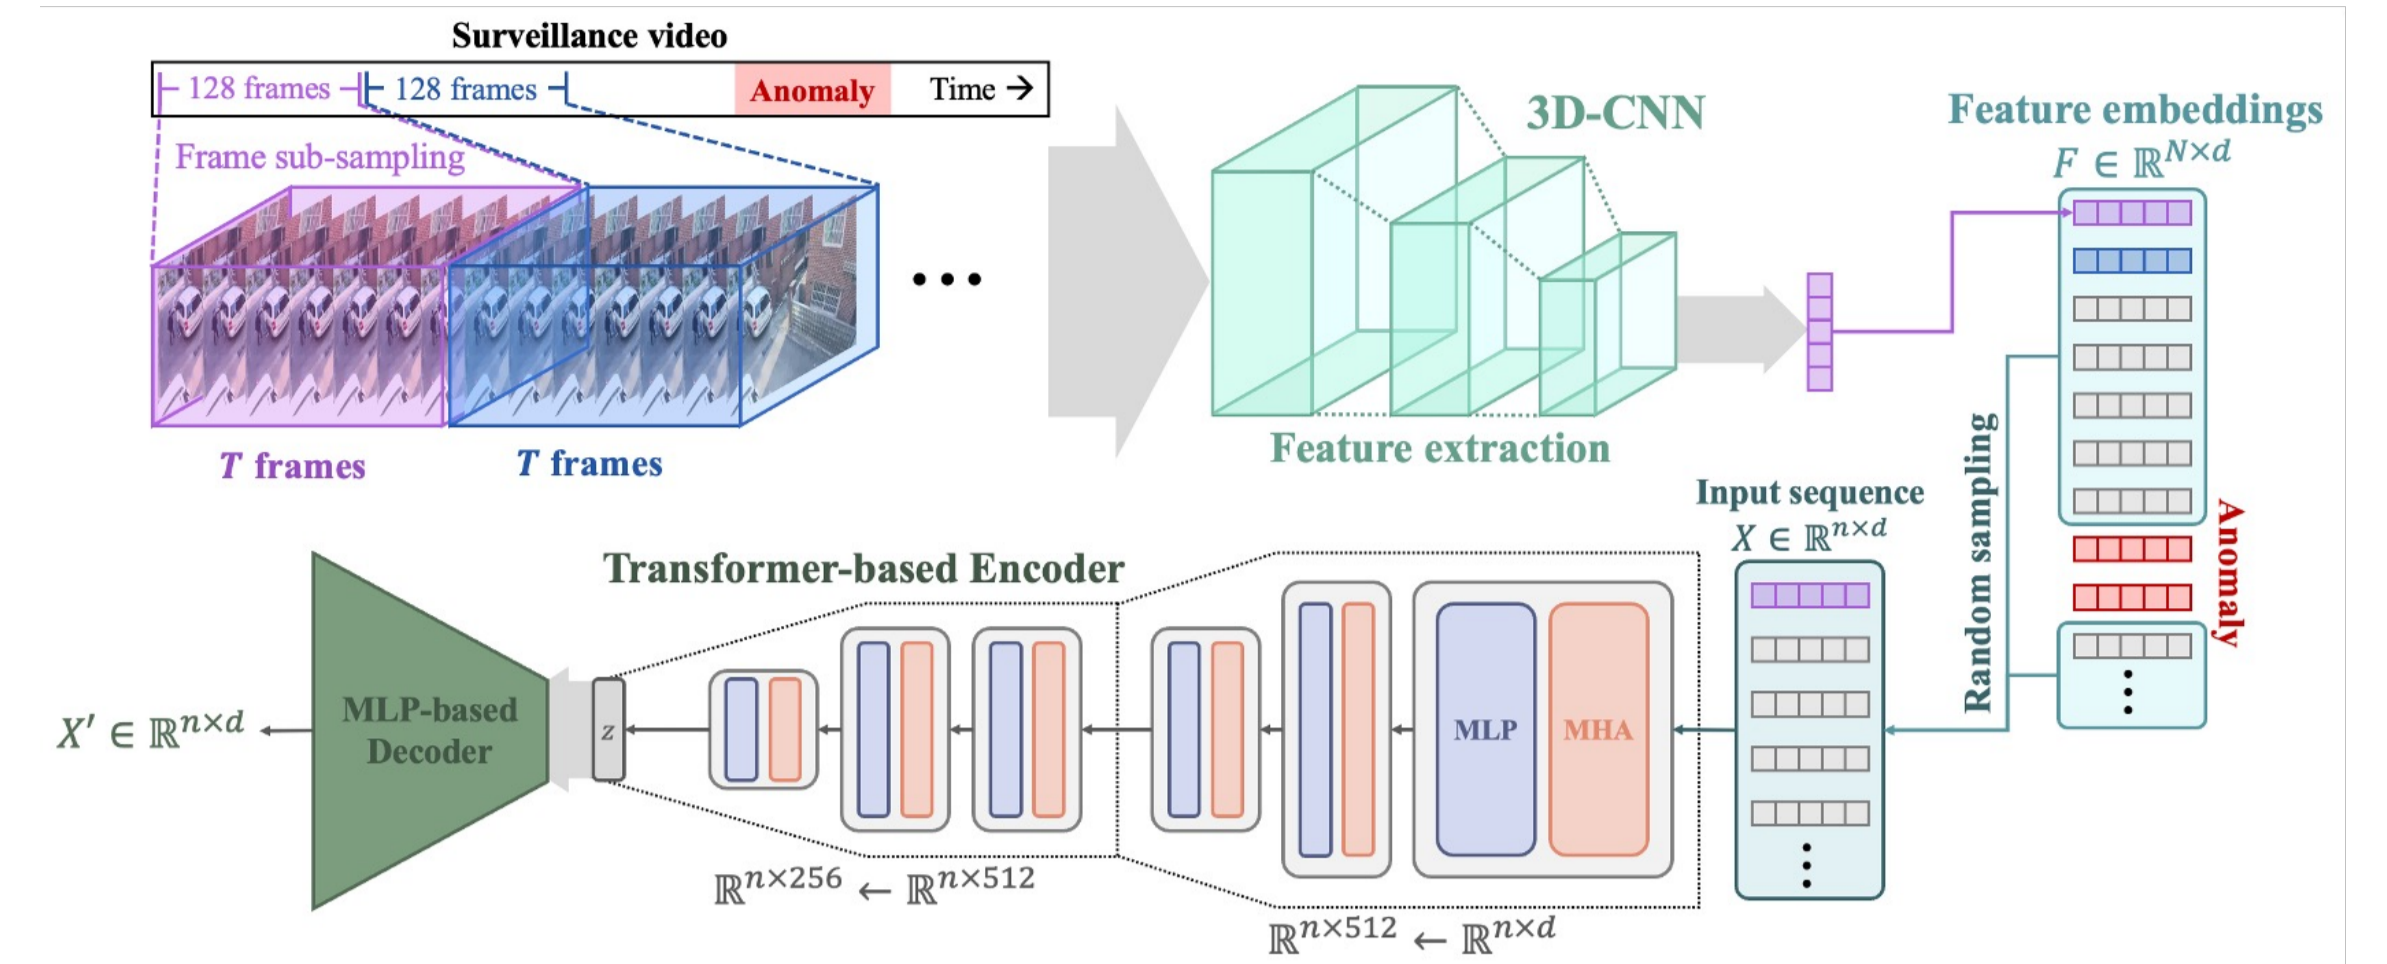 Surveillance video
128 frames
128 frames
Anomaly
Time →
Frame sub-sampling
T frames
T frames
3D-CNN
Feature extraction
Feature embeddings
F ∈ ℝ^{N×d}
Anomaly
Random sampling
Input sequence
X ∈ ℝ^{n×d}
Transformer-based Encoder
MLP
MHA
ℝ^{n×512} ← ℝ^{n×d}
ℝ^{n×256} ← ℝ^{n×512}
z
MLP-based
Decoder
X′ ∈ ℝ^{n×d}